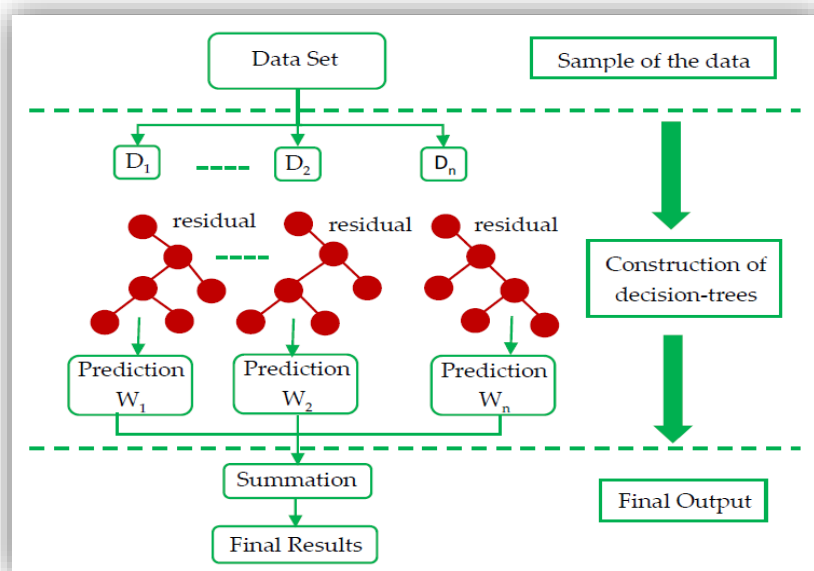 Data Set
Sample of the data
D₁
D₂
Dₙ
residual
residual
residual
Construction of
decision-trees
Prediction
W₁
Prediction
W₂
Prediction
Wₙ
Summation
Final Output
Final Results